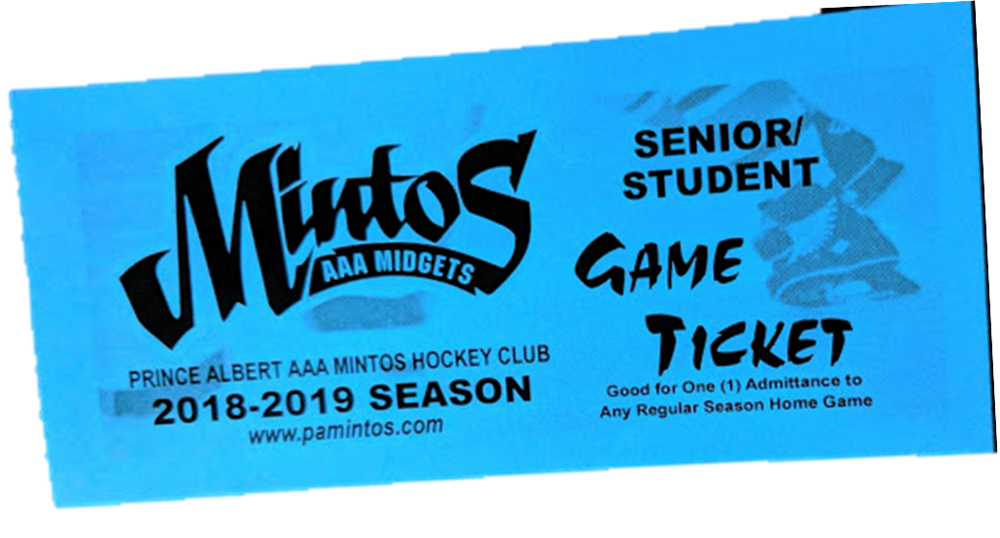 Mintos
AAA MIDGETS
PRINCE ALBERT AAA MINTOS HOCKEY CLUB
2018-2019 SEASON
www.pamintos.com
SENIOR/
STUDENT
GAME
TICKET
Good for One (1) Admittance to
Any Regular Season Home Game